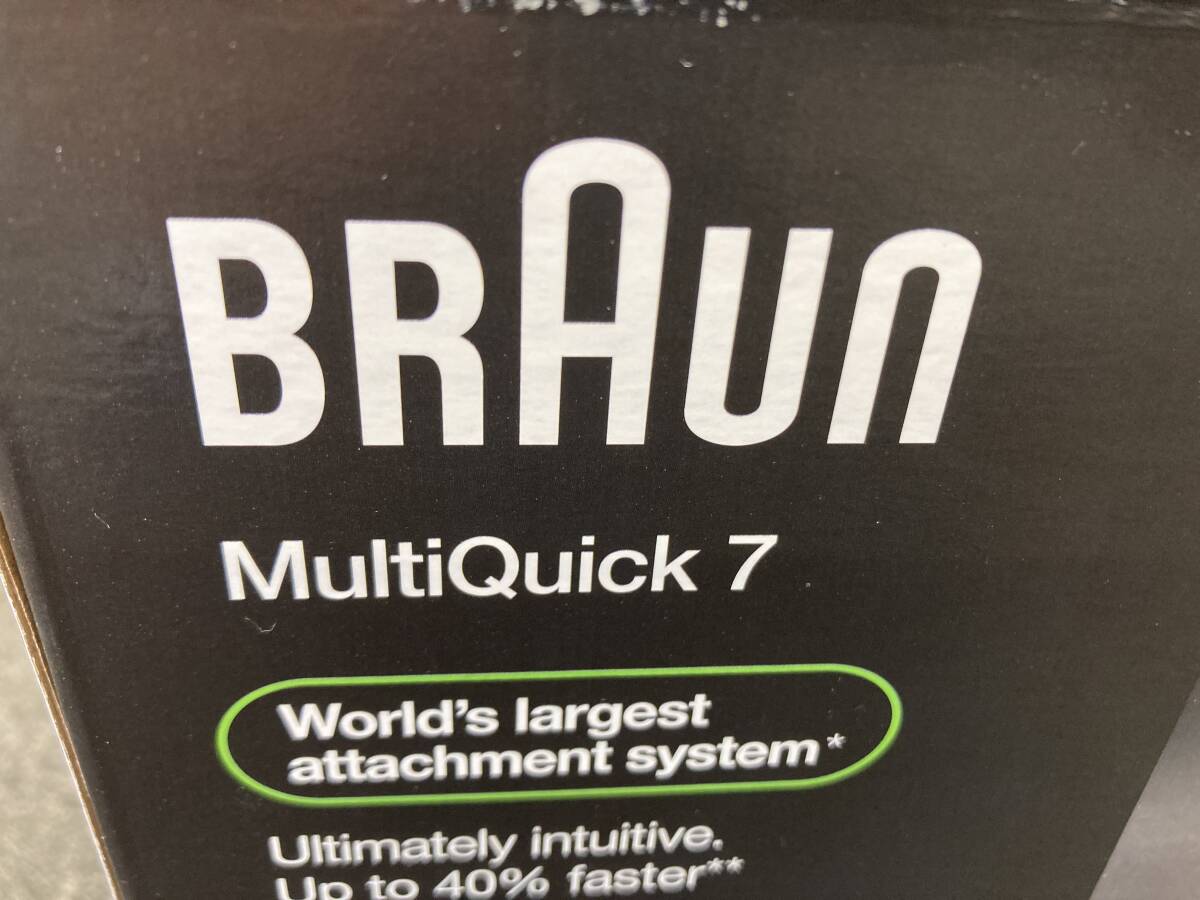 BRAUN
MultiQuick 7
World's largest
attachment system*
Ultimately intuitive.
Up to 40% faster**